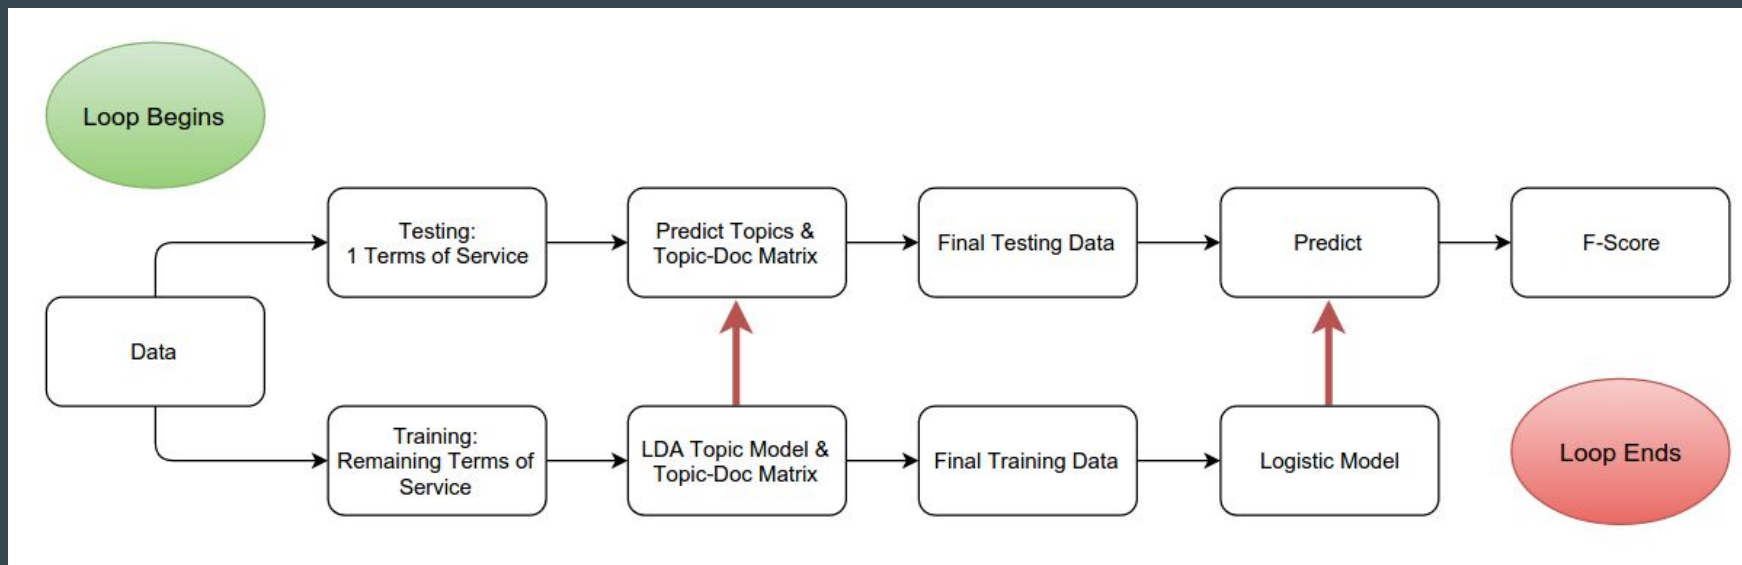 Loop Begins
Testing:
1 Terms of Service
Predict Topics &
Topic-Doc Matrix
Final Testing Data
Predict
F-Score
Data
Training:
Remaining Terms of
Service
LDA Topic Model &
Topic-Doc Matrix
Final Training Data
Logistic Model
Loop Ends